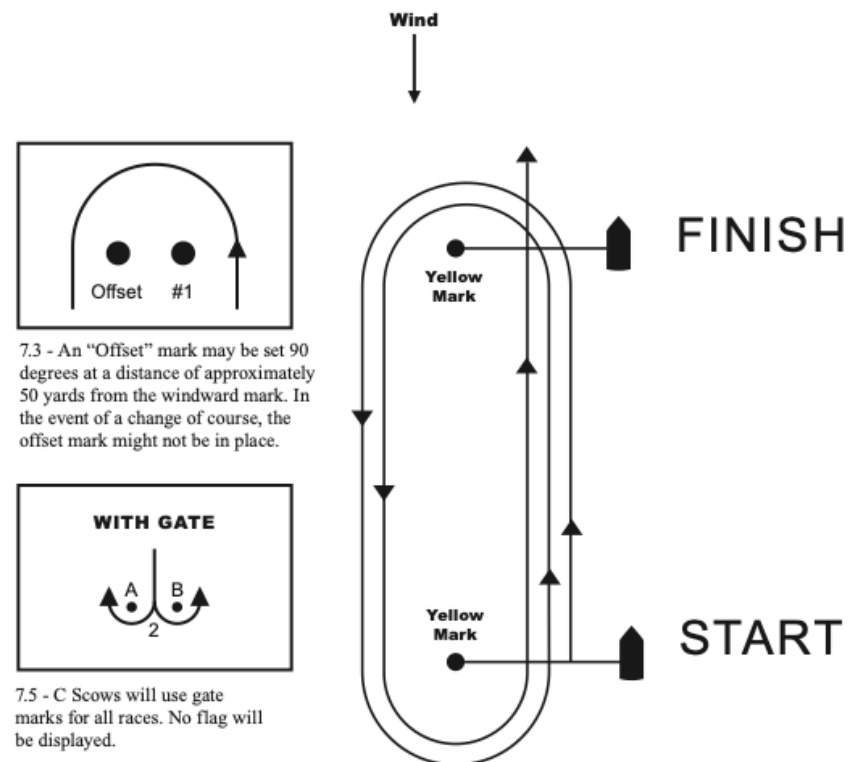 Wind
Offset #1
7.3 - An “Offset” mark may be set 90
degrees at a distance of approximately
50 yards from the windward mark. In
the event of a change of course, the
offset mark might not be in place.
WITH GATE
A B
2
7.5 - C Scows will use gate
marks for all races. No flag will
be displayed.
Yellow
Mark
FINISH
Yellow
Mark
START